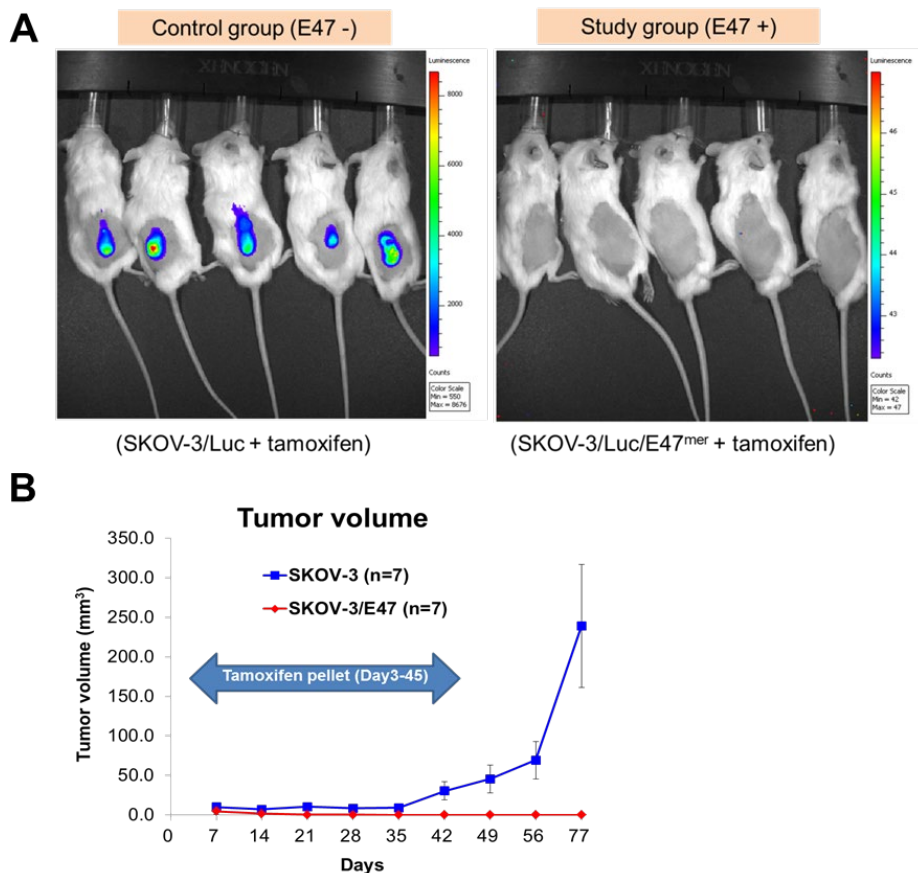 A
Control group (E47 -)
Study group (E47 +)
Luminescence
8000
6000
4000
2000
Counts
Color Scale
Min = 550
Max = 8676
Luminescence
46
45
44
43
Counts
Color Scale
Min = 42
Max = 47
(SKOV-3/Luc + tamoxifen)
(SKOV-3/Luc/E47ᵐᵉʳ + tamoxifen)
B
Tumor volume
350.0
300.0
250.0
200.0
150.0
100.0
50.0
0.0
Tumor volume (mm³)
SKOV-3 (n=7)
SKOV-3/E47 (n=7)
Tamoxifen pellet (Day3-45)
0 7 14 21 28 35 42 49 56 77
Days